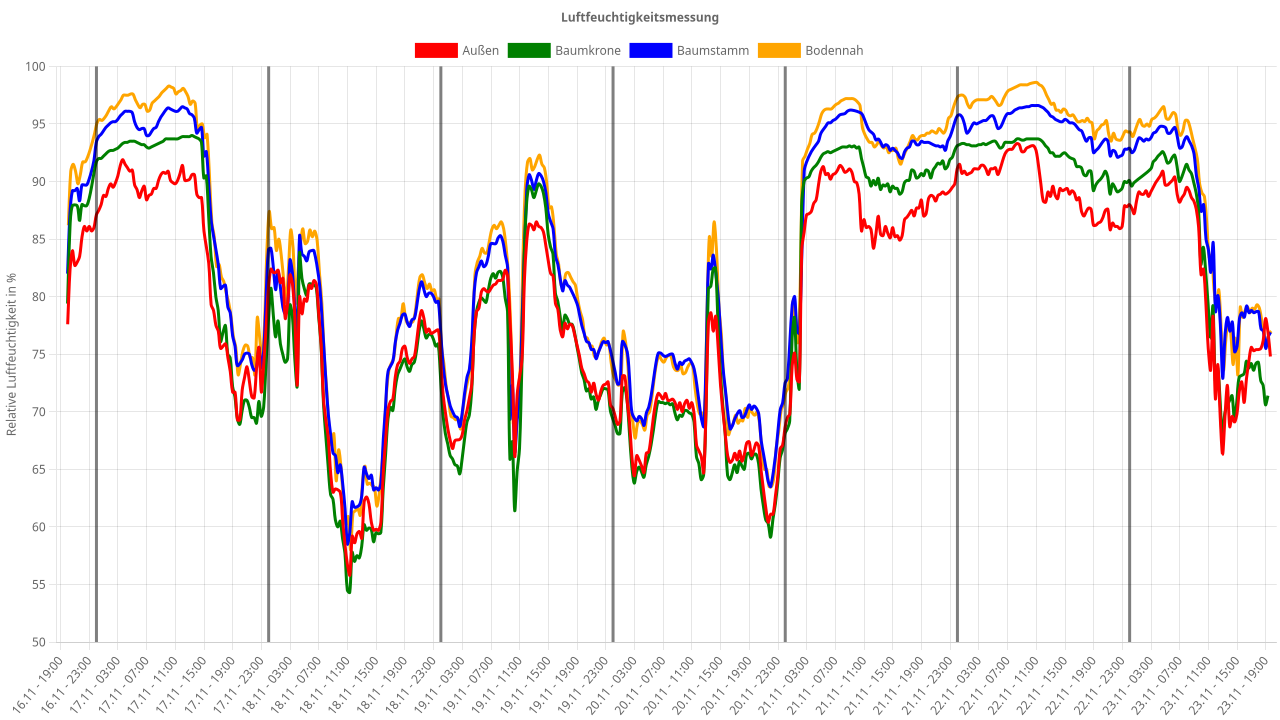 Luftfeuchtigkeitsmessung
Außen Baumkrone Baumstamm Bodennah
Relative Luftfeuchtigkeit in %
100
95
90
85
80
75
70
65
60
55
50
16.11 - 19:00
16.11 - 23:00
17.11 - 03:00
17.11 - 07:00
17.11 - 11:00
17.11 - 15:00
17.11 - 19:00
17.11 - 23:00
18.11 - 03:00
18.11 - 07:00
18.11 - 11:00
18.11 - 15:00
18.11 - 19:00
18.11 - 23:00
19.11 - 03:00
19.11 - 07:00
19.11 - 11:00
19.11 - 15:00
19.11 - 19:00
19.11 - 23:00
20.11 - 03:00
20.11 - 07:00
20.11 - 11:00
20.11 - 15:00
20.11 - 19:00
20.11 - 23:00
21.11 - 03:00
21.11 - 07:00
21.11 - 11:00
21.11 - 15:00
21.11 - 19:00
21.11 - 23:00
22.11 - 03:00
22.11 - 07:00
22.11 - 11:00
22.11 - 15:00
22.11 - 19:00
22.11 - 23:00
23.11 - 03:00
23.11 - 07:00
23.11 - 11:00
23.11 - 15:00
23.11 - 19:00